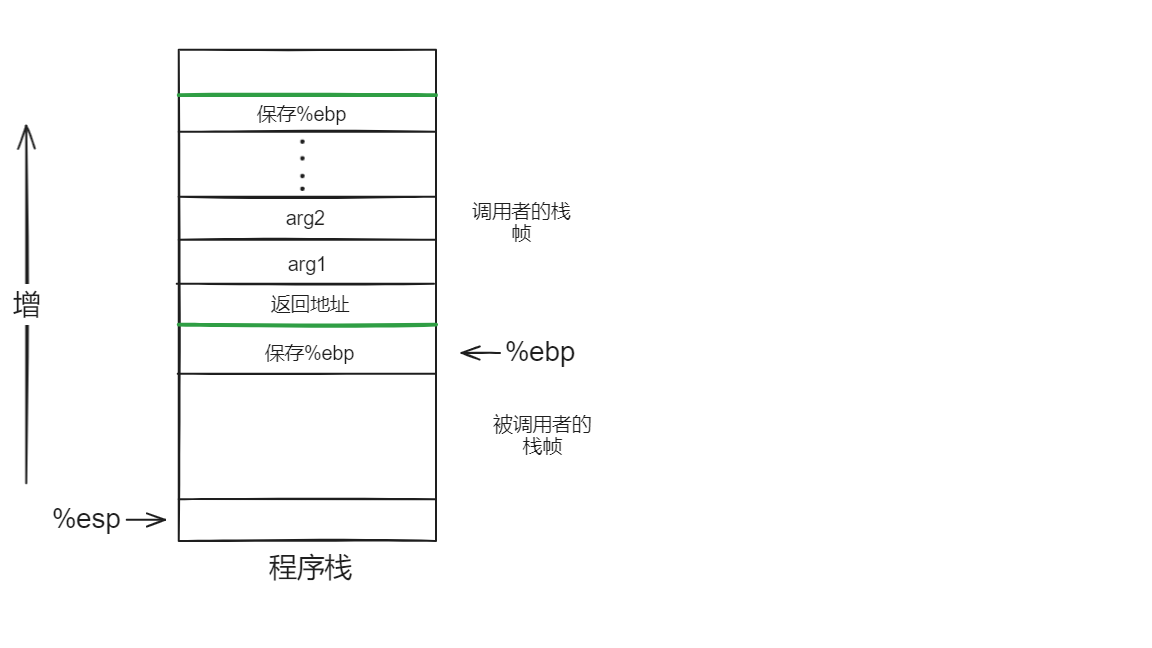 保存%ebp
arg2
调用者的栈
帧
arg1
增
返回地址
保存%ebp
%ebp
被调用者的
栈帧
%esp
程序栈